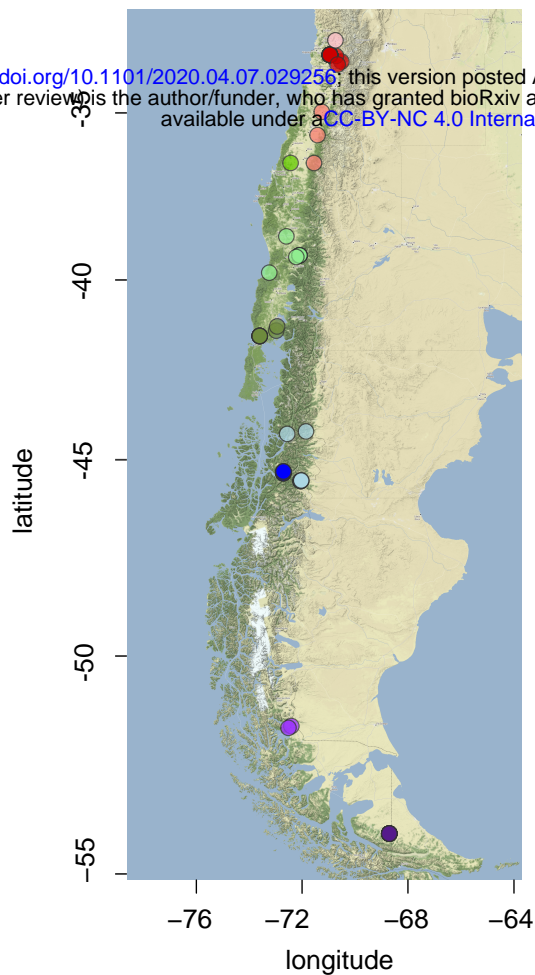 doi.org/10.1101/2020.04.07.029256; this version posted A
er review) is the author/funder, who has granted bioRxiv a
available under aCC-BY-NC 4.0 Interna
-35
-40
-45
-50
-55
latitude
−76 −72 −68 −64
longitude